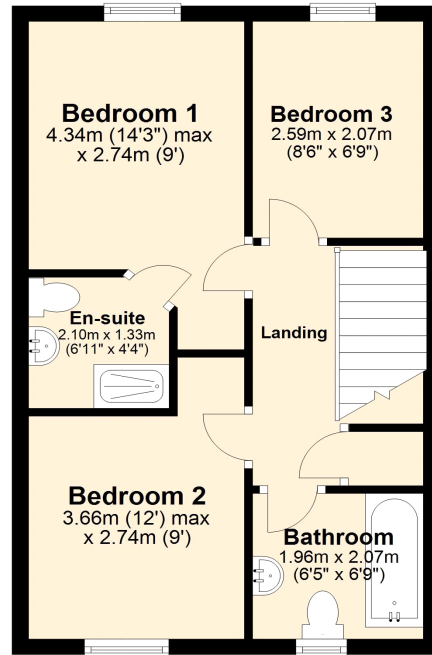 Bedroom 1
4.34m (14'3") max
x 2.74m (9')
Bedroom 3
2.59m x 2.07m
(8'6" x 6'9")
En-suite
2.10m x 1.33m
(6'11" x 4'4")
Landing
Bedroom 2
3.66m (12') max
x 2.74m (9')
Bathroom
1.96m x 2.07m
(6'5" x 6'9")